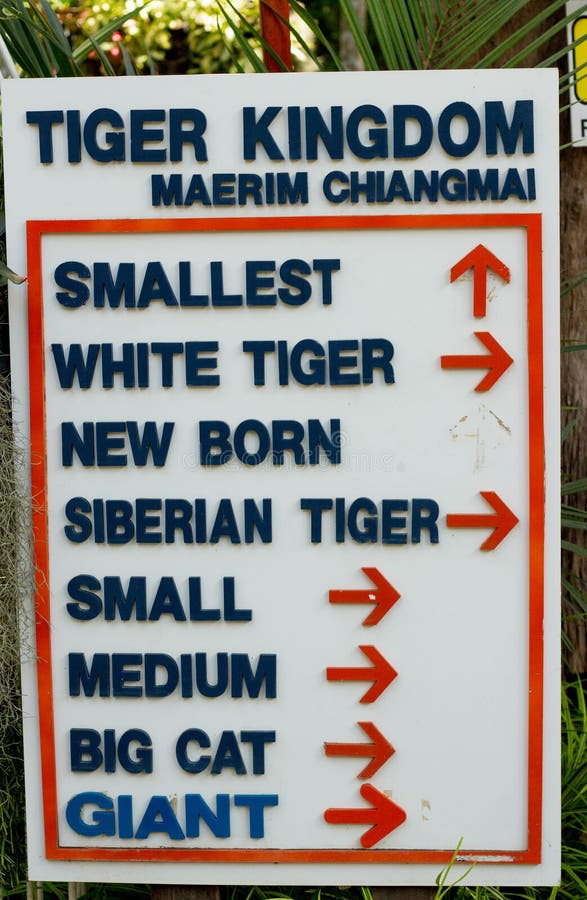 TIGER KINGDOM
MAERIM CHIANGMAI
SMALLEST
WHITE TIGER
NEW BORN
SIBERIAN TIGER
SMALL
MEDIUM
BIG CAT
GIANT